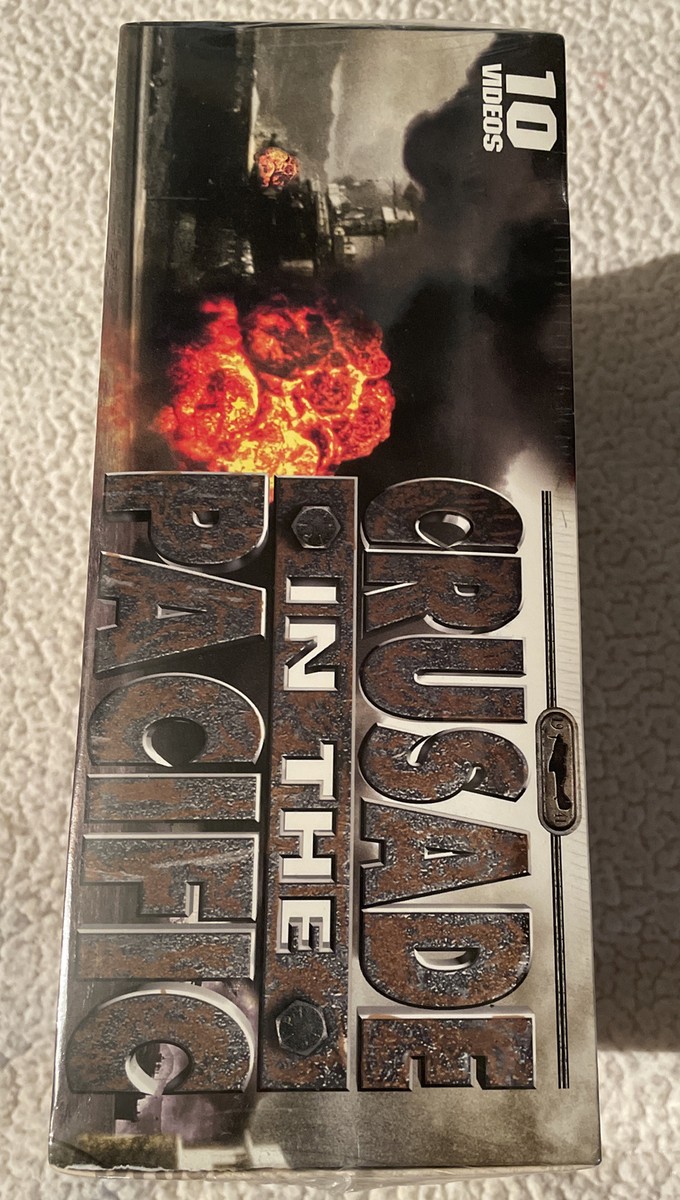 10
VIDEOS
CRUSADE
IN THE
PACIFIC